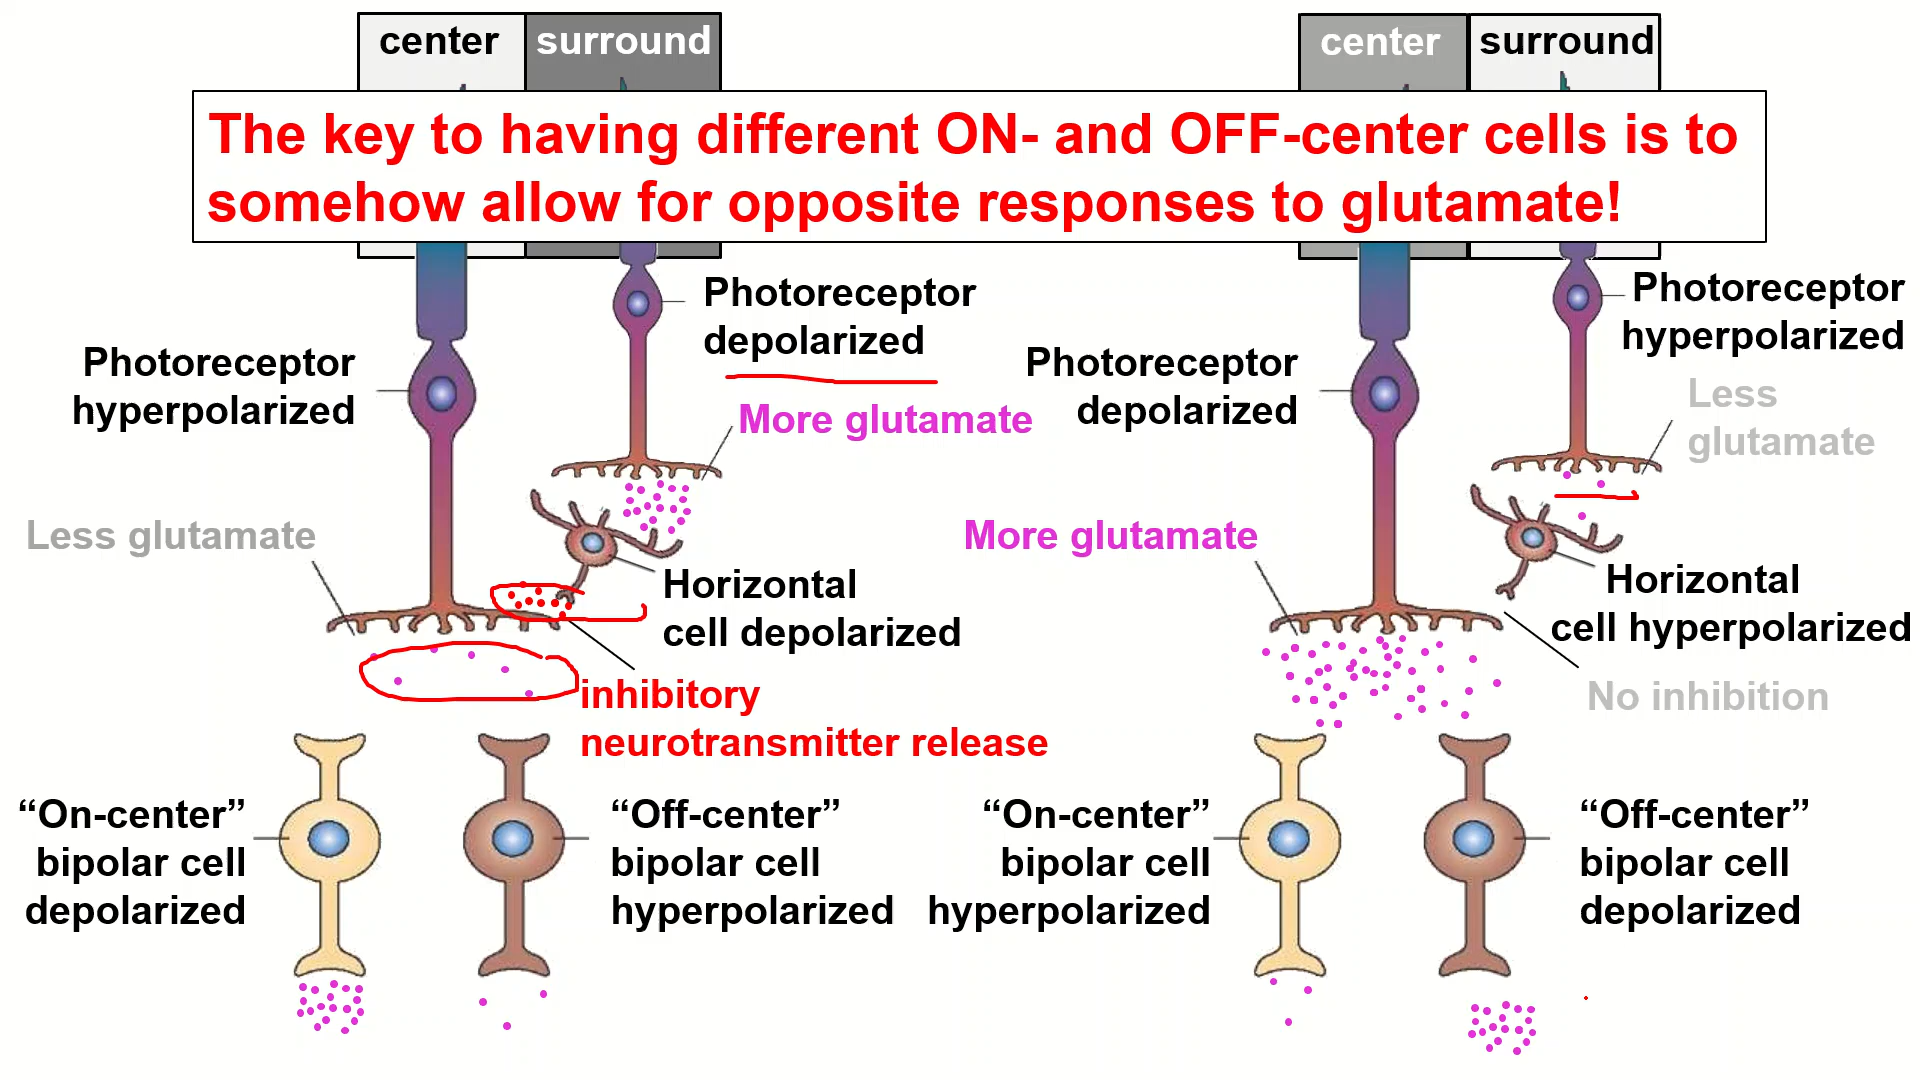 center
surround
center
surround
The key to having different ON- and OFF-center cells is to
somehow allow for opposite responses to glutamate!
Photoreceptor
hyperpolarized
Photoreceptor
depolarized
More glutamate
Less glutamate
Horizontal
cell depolarized
inhibitory
neurotransmitter release
“On-center”
bipolar cell
depolarized
“Off-center”
bipolar cell
hyperpolarized
Photoreceptor
depolarized
Photoreceptor
hyperpolarized
Less
glutamate
More glutamate
Horizontal
cell hyperpolarized
No inhibition
“On-center”
bipolar cell
hyperpolarized
“Off-center”
bipolar cell
depolarized